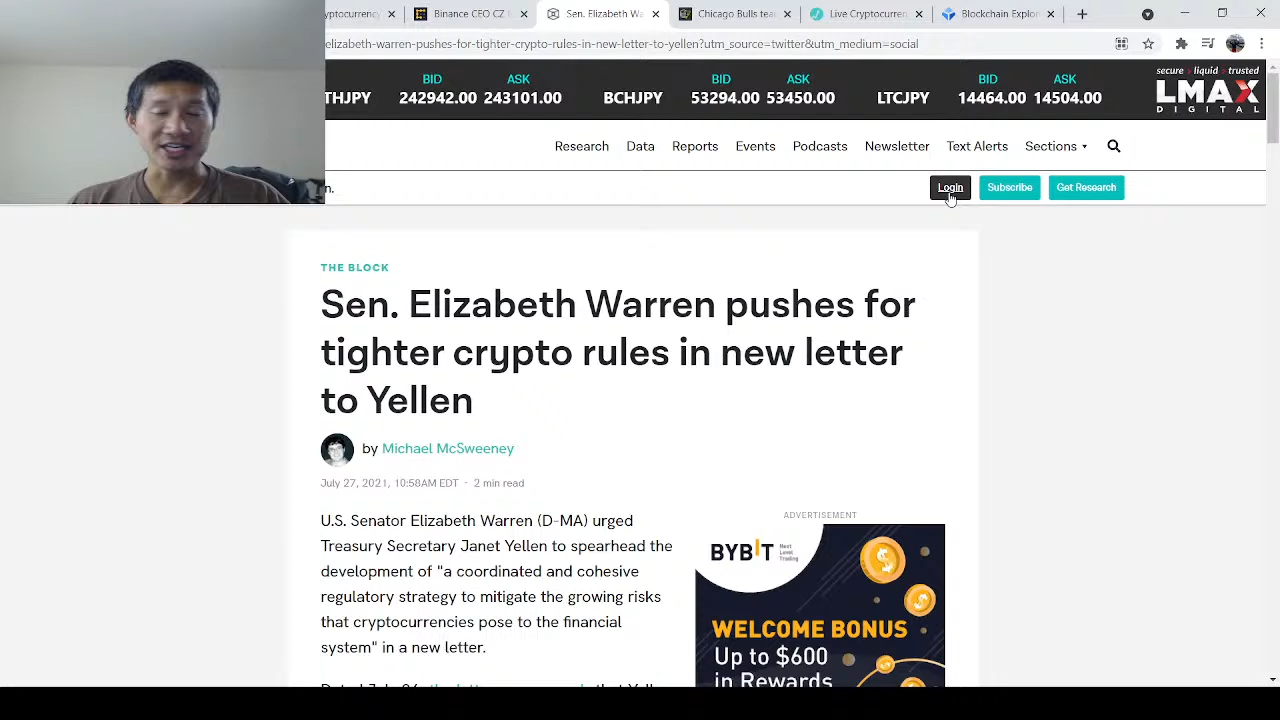 yptocurrency
Binance CEO CZ
Sen. Elizabeth Wa
Chicago Bulls team
Live Cryptocurren
Blockchain Explor
elizabeth-warren-pushes-for-tighter-crypto-rules-in-new-letter-to-yellen?utm_source=twitter&utm_medium=social
BID ASK BID ASK BID ASK
THJPY 242942.00 243101.00 BCHJPY 53294.00 53450.00 LTCJPY 14464.00 14504.00
secure liquid trusted
LMAX
DIGITAL
Research Data Reports Events Podcasts Newsletter Text Alerts Sections
n.
Login Subscribe Get Research
THE BLOCK
Sen. Elizabeth Warren pushes for
tighter crypto rules in new letter
to Yellen
by Michael McSweeney
July 27, 2021, 10:58AM EDT · 2 min read
U.S. Senator Elizabeth Warren (D-MA) urged
Treasury Secretary Janet Yellen to spearhead the
development of "a coordinated and cohesive
regulatory strategy to mitigate the growing risks
that cryptocurrencies pose to the financial
system" in a new letter.
ADVERTISEMENT
BYBIT Next Level Trading
WELCOME BONUS
Up to $600
in Rewards